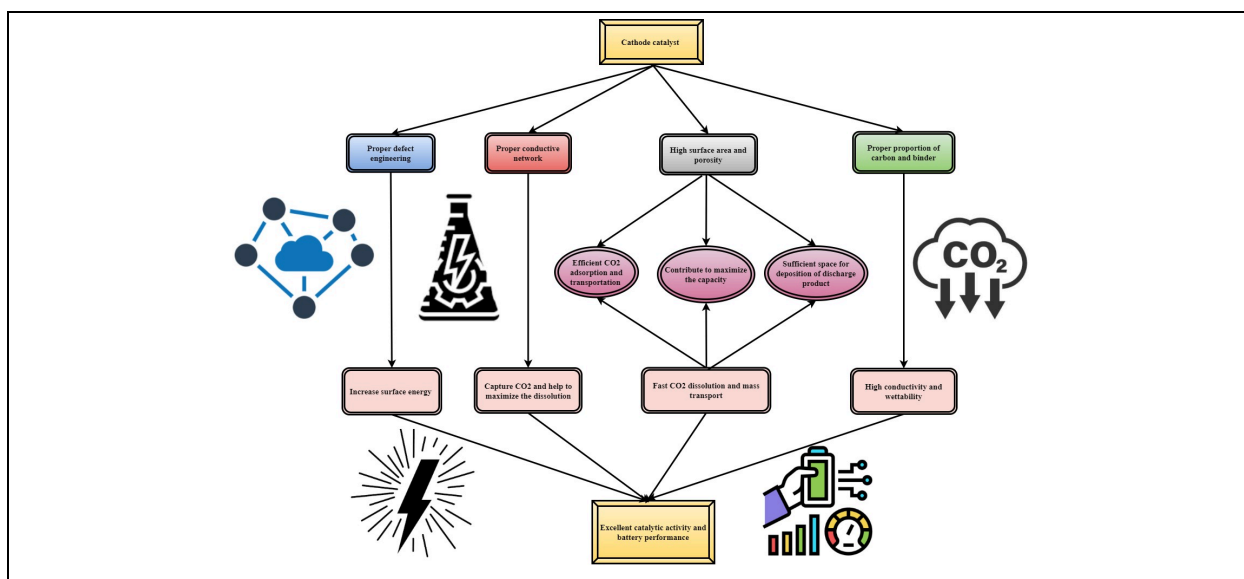 Cathode catalyst
Proper defect
engineering
Proper conductive
network
High surface area and
porosity
Proper proportion of
carbon and binder
Efficient CO2
adsorption and
transportation
Contribute to maximize
the capacity
Sufficient space for
deposition of discharge
product
CO2
Increase surface energy
Capture CO2 and help to
maximize the dissolution
Fast CO2 dissolution and mass
transport
High conductivity and
wettability
Excellent catalytic activity and
battery performance